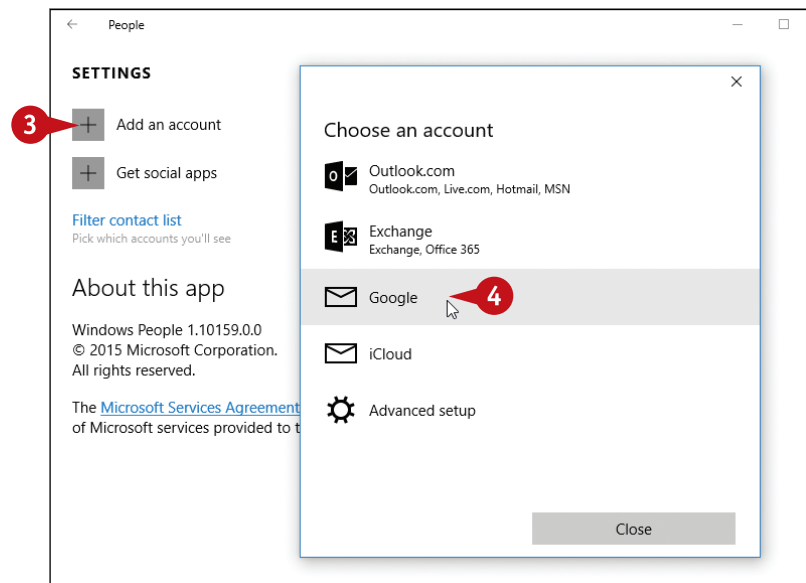 People
SETTINGS
3
Add an account
Get social apps
Filter contact list
Pick which accounts you'll see
About this app
Windows People 1.10159.0.0
© 2015 Microsoft Corporation.
All rights reserved.
The Microsoft Services Agreement
of Microsoft services provided to t
Choose an account
O
Outlook.com
Outlook.com, Live.com, Hotmail, MSN
E
Exchange
Exchange, Office 365
Google
4
iCloud
Advanced setup
Close